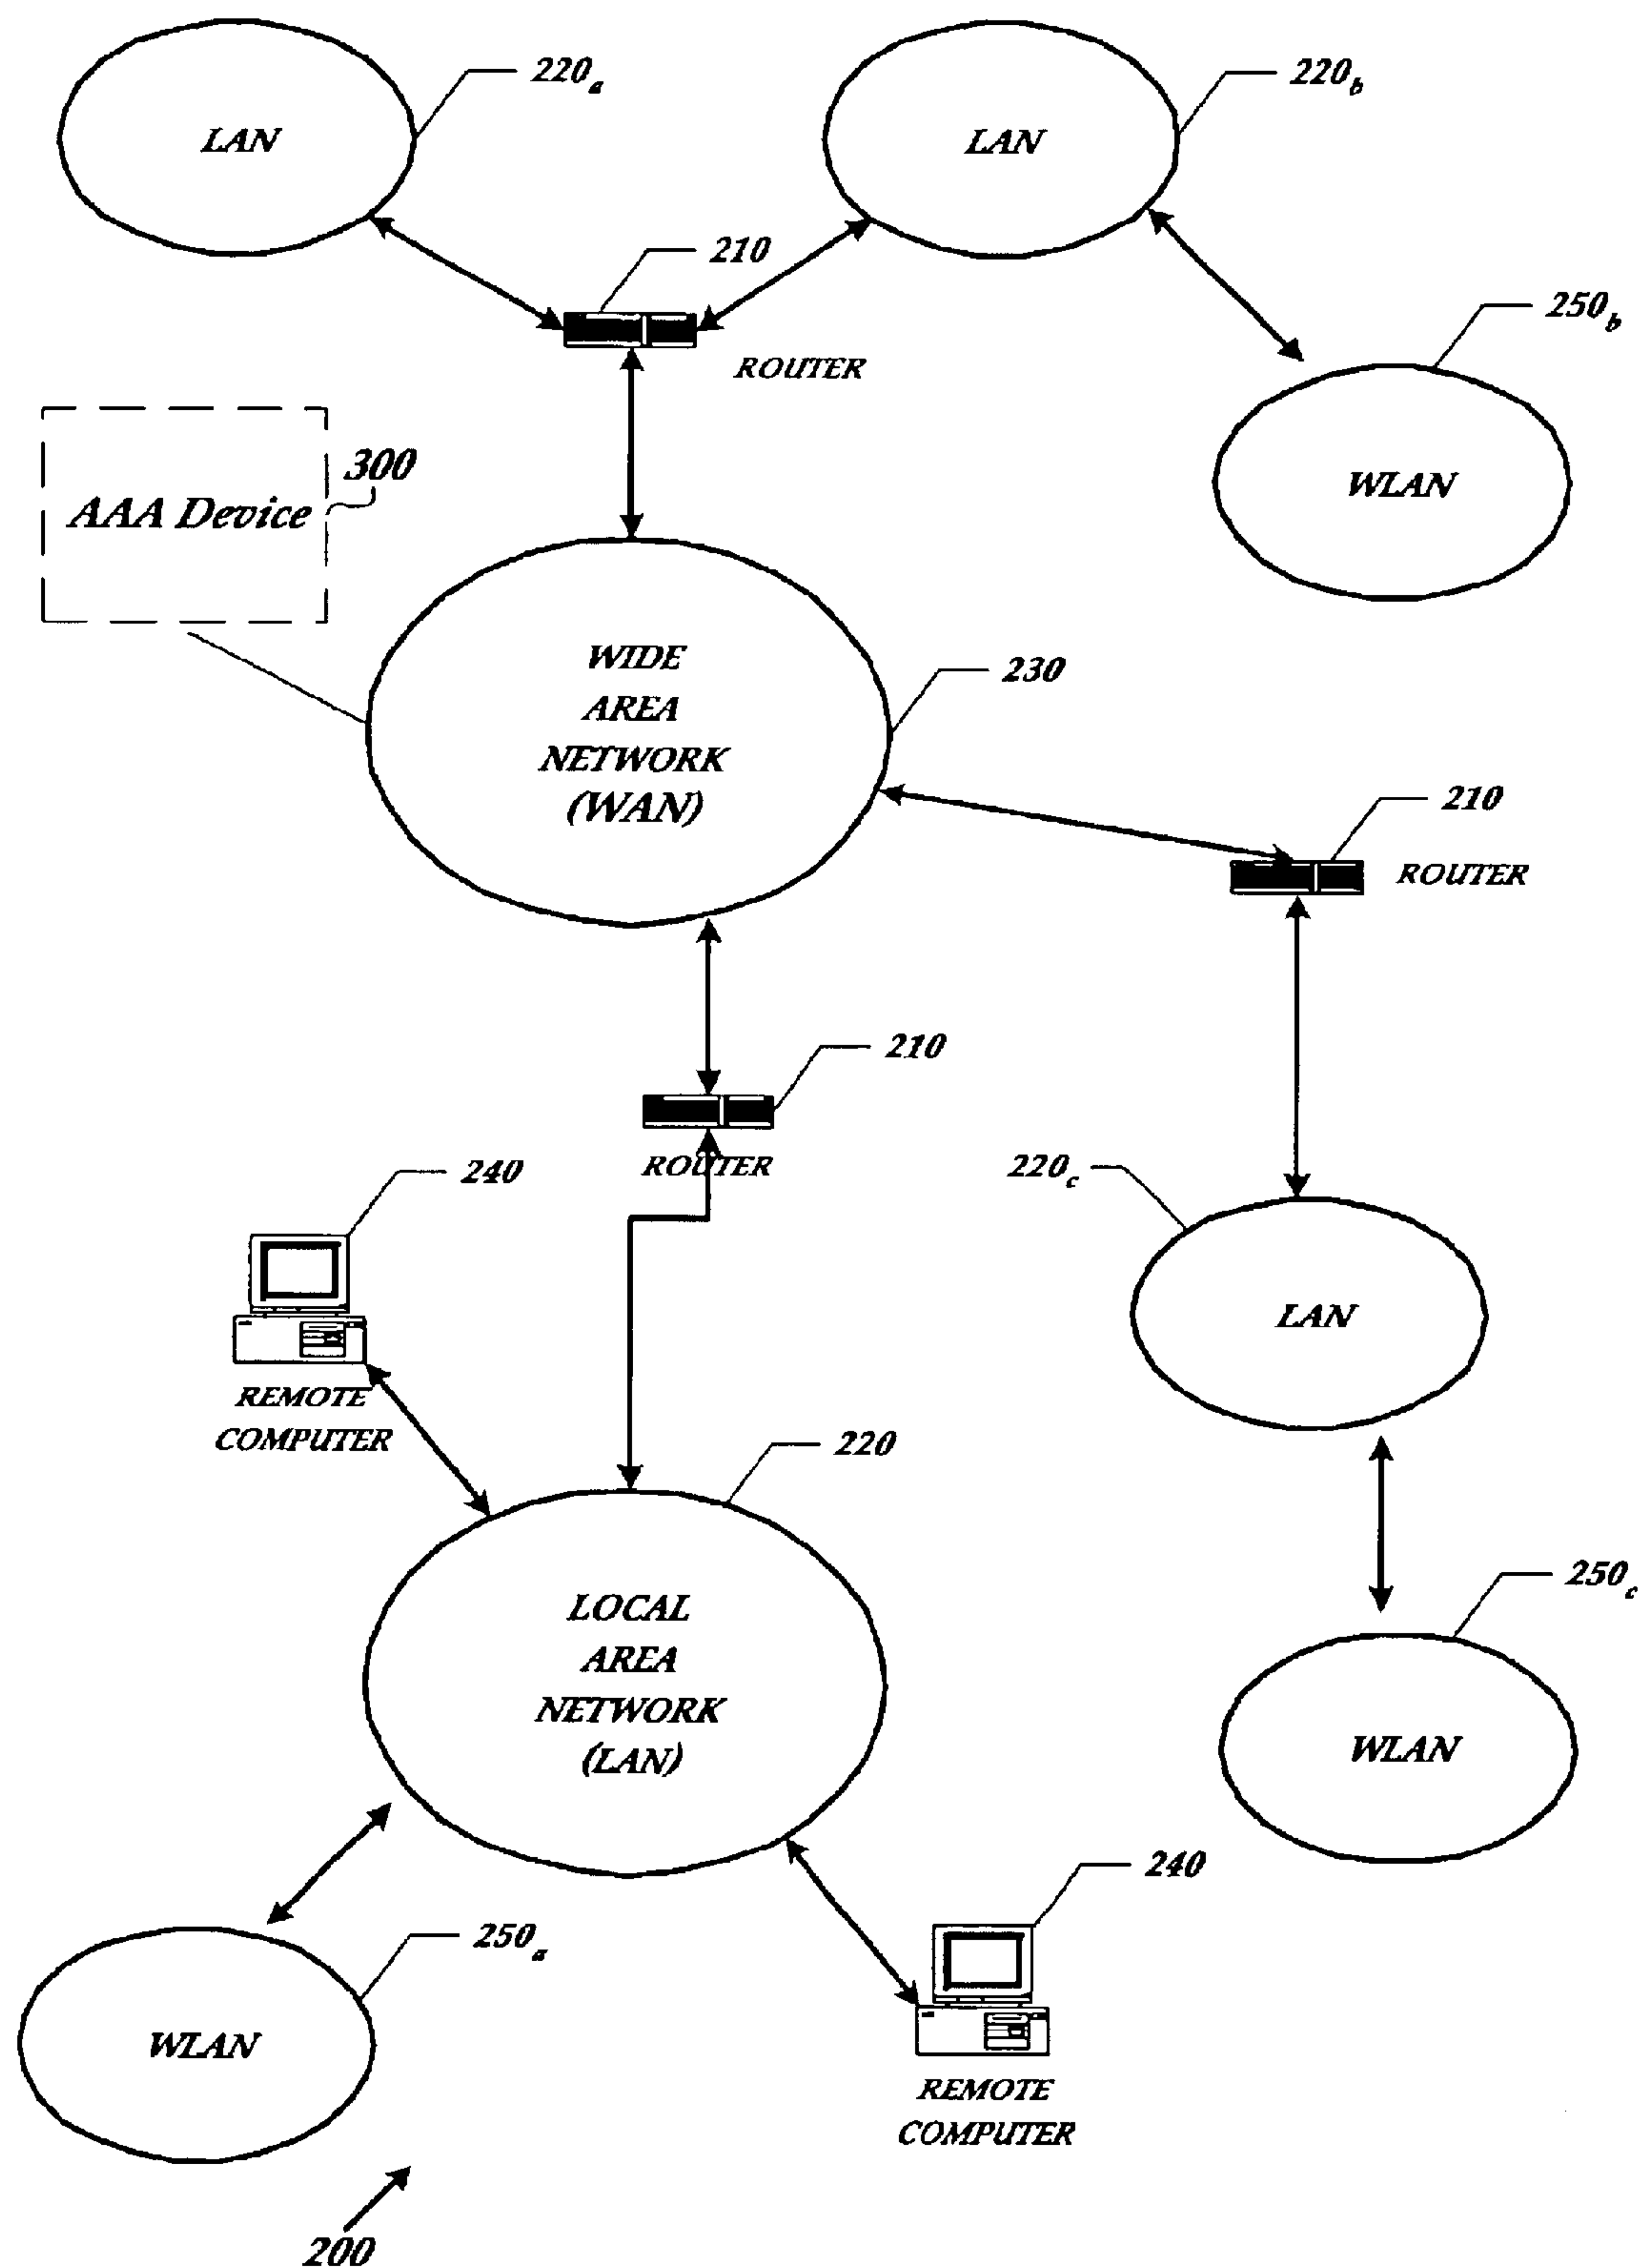 220a
LAN
220b
LAN
210
ROUTER
250b
WLAN
300
AAA Device
WIDE
AREA
NETWORK
(WAN)
230
210
ROUTER
210
ROUTER
240
REMOTE
COMPUTER
220c
LAN
220
LOCAL
AREA
NETWORK
(LAN)
250c
WLAN
240
REMOTE
COMPUTER
250a
WLAN
200